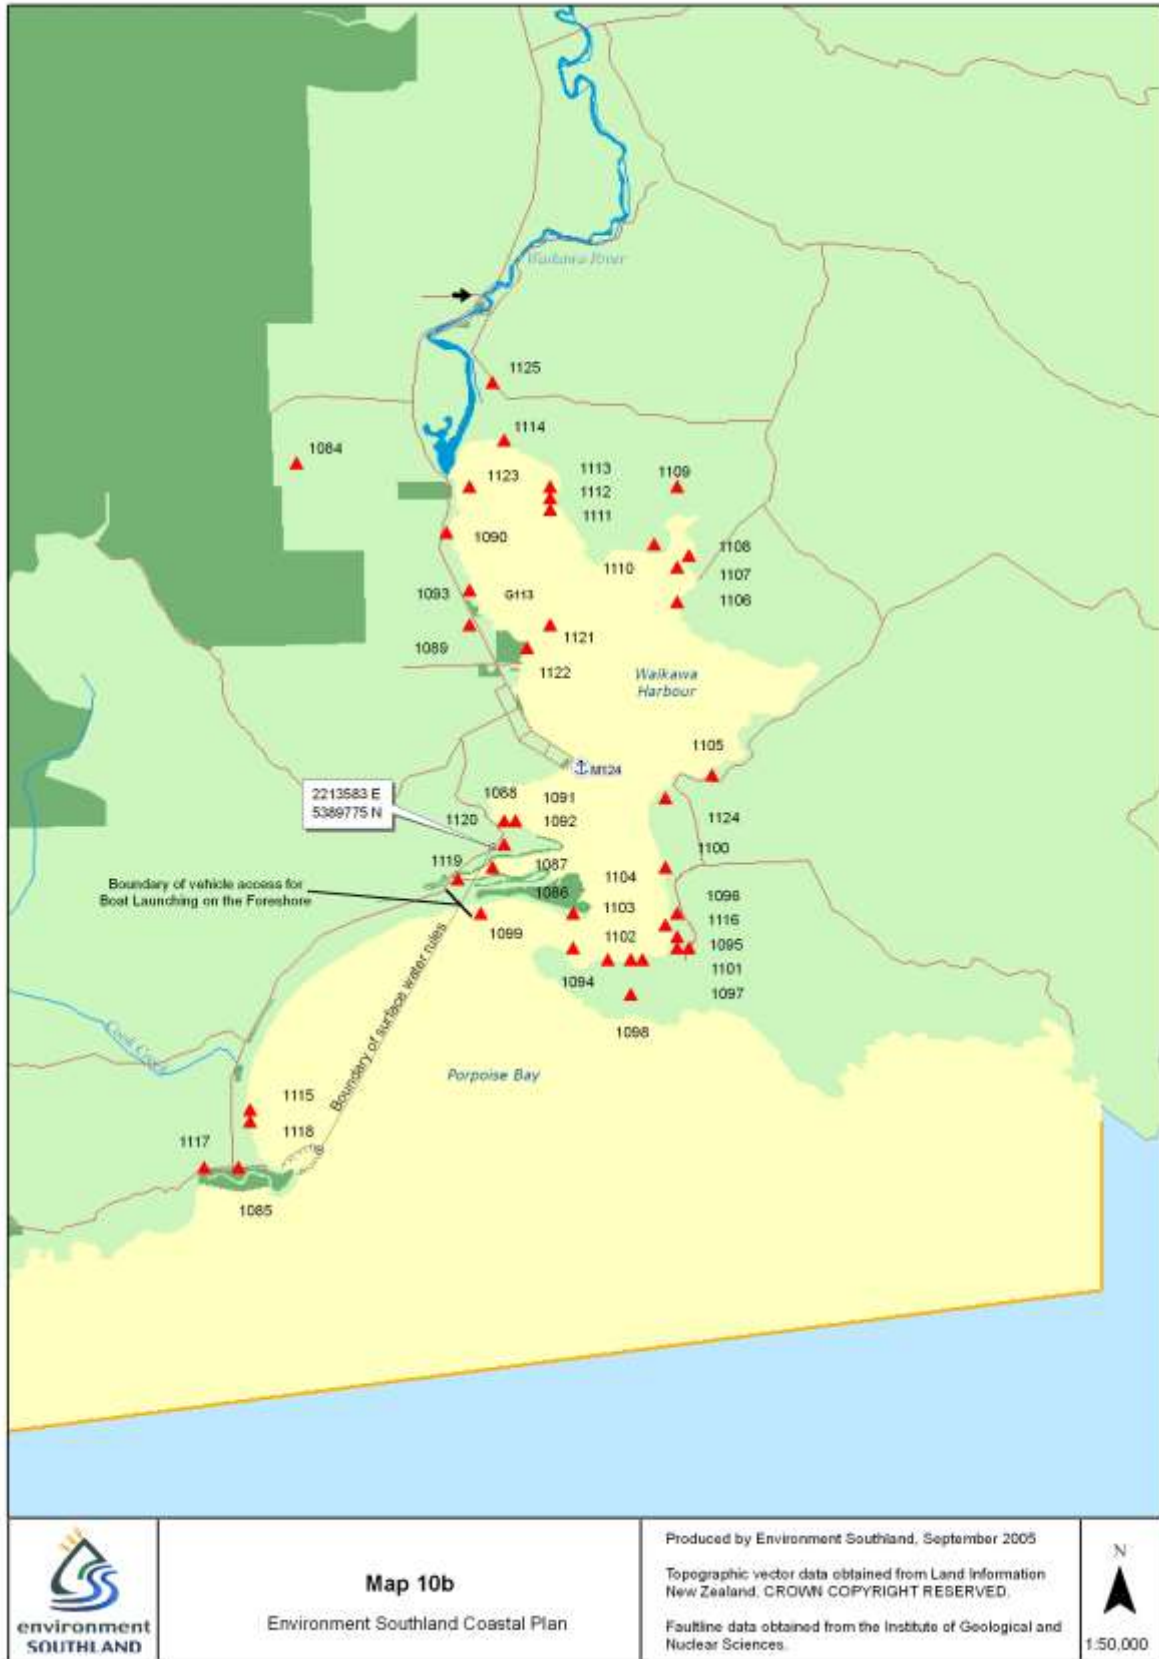 Waikawa River
1125
1114
1084
1113
1109
1123
1112
1111
1090
1108
1110
1107
1093
G113
1106
1121
1089
1122
Waikawa
Harbour
1105
M124
2213583 E
5389775 N
1088
1091
1120
1092
1124
1100
1119
1087
1104
Boundary of vehicle access for
Boat Launching on the Foreshore
1086
1096
1103
1116
1099
1102
1095
1101
1094
1097
1098
Boundary of surface water rules
Porpoise Bay
1115
1118
1117
1085
environment
SOUTHLAND
Map 10b
Environment Southland Coastal Plan
Produced by Environment Southland, September 2005
Topographic vector data obtained from Land Information
New Zealand. CROWN COPYRIGHT RESERVED.
Faultline data obtained from the Institute of Geological and
Nuclear Sciences.
N
1:50,000